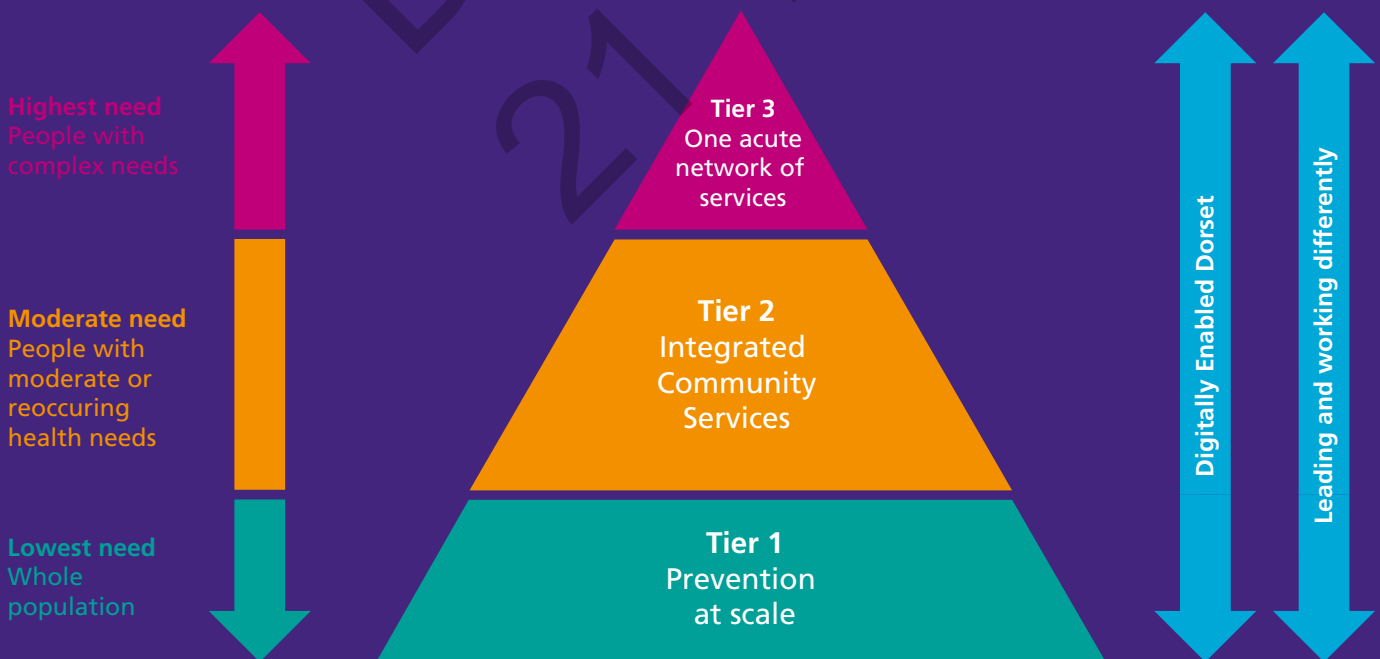 Highest need
People with
complex needs
Moderate need
People with
moderate or
reoccuring
health needs
Lowest need
Whole
population
Tier 3
One acute
network of
services
Tier 2
Integrated
Community
Services
Tier 1
Prevention
at scale
Digitally Enabled Dorset
Leading and working differently
21